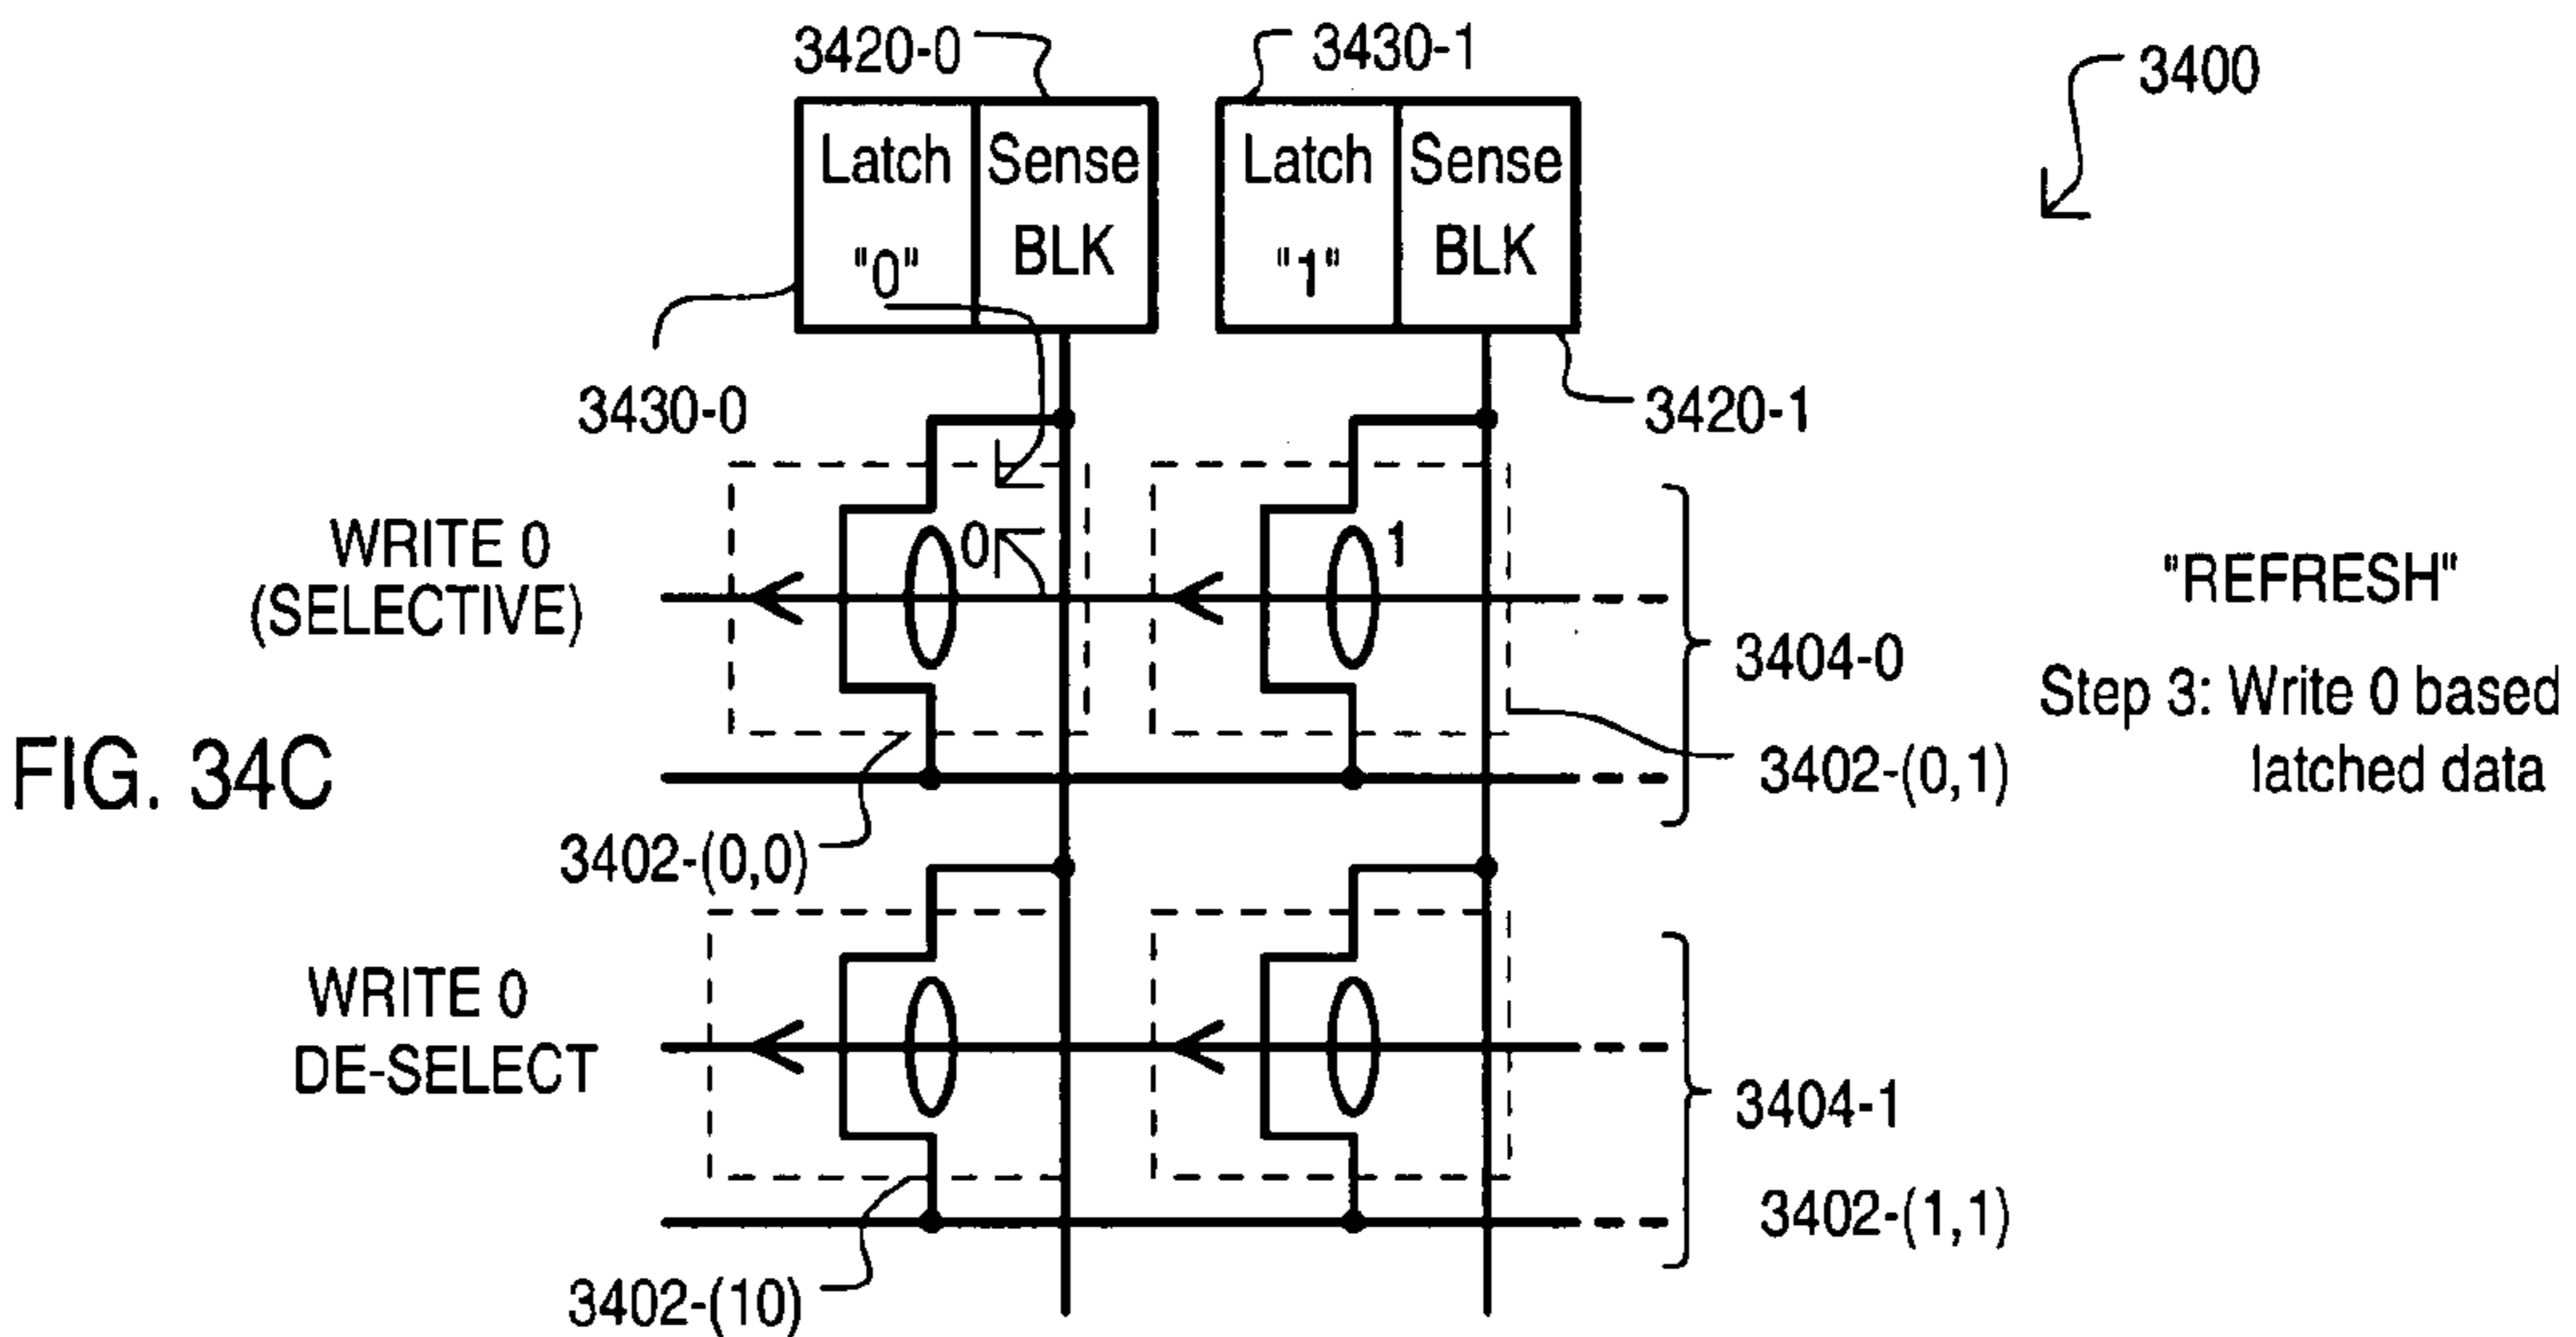 3420-0
3430-1
3400
Latch
"0"
Sense
BLK
Latch
"1"
Sense
BLK
3430-0
3420-1
WRITE 0
(SELECTIVE)
0
1
"REFRESH"
Step 3: Write 0 based
latched data
3404-0
3402-(0,1)
FIG. 34C
3402-(0,0)
WRITE 0
DE-SELECT
3404-1
3402-(1,1)
3402-(10)